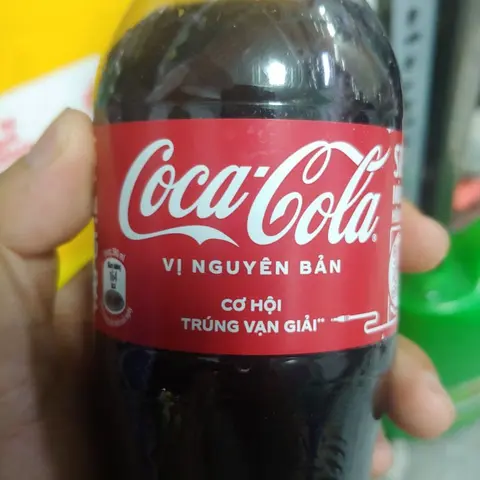 Coca-Cola
VỊ NGUYÊN BẢN
CƠ HỘI
TRÚNG VẠN GIẢI**